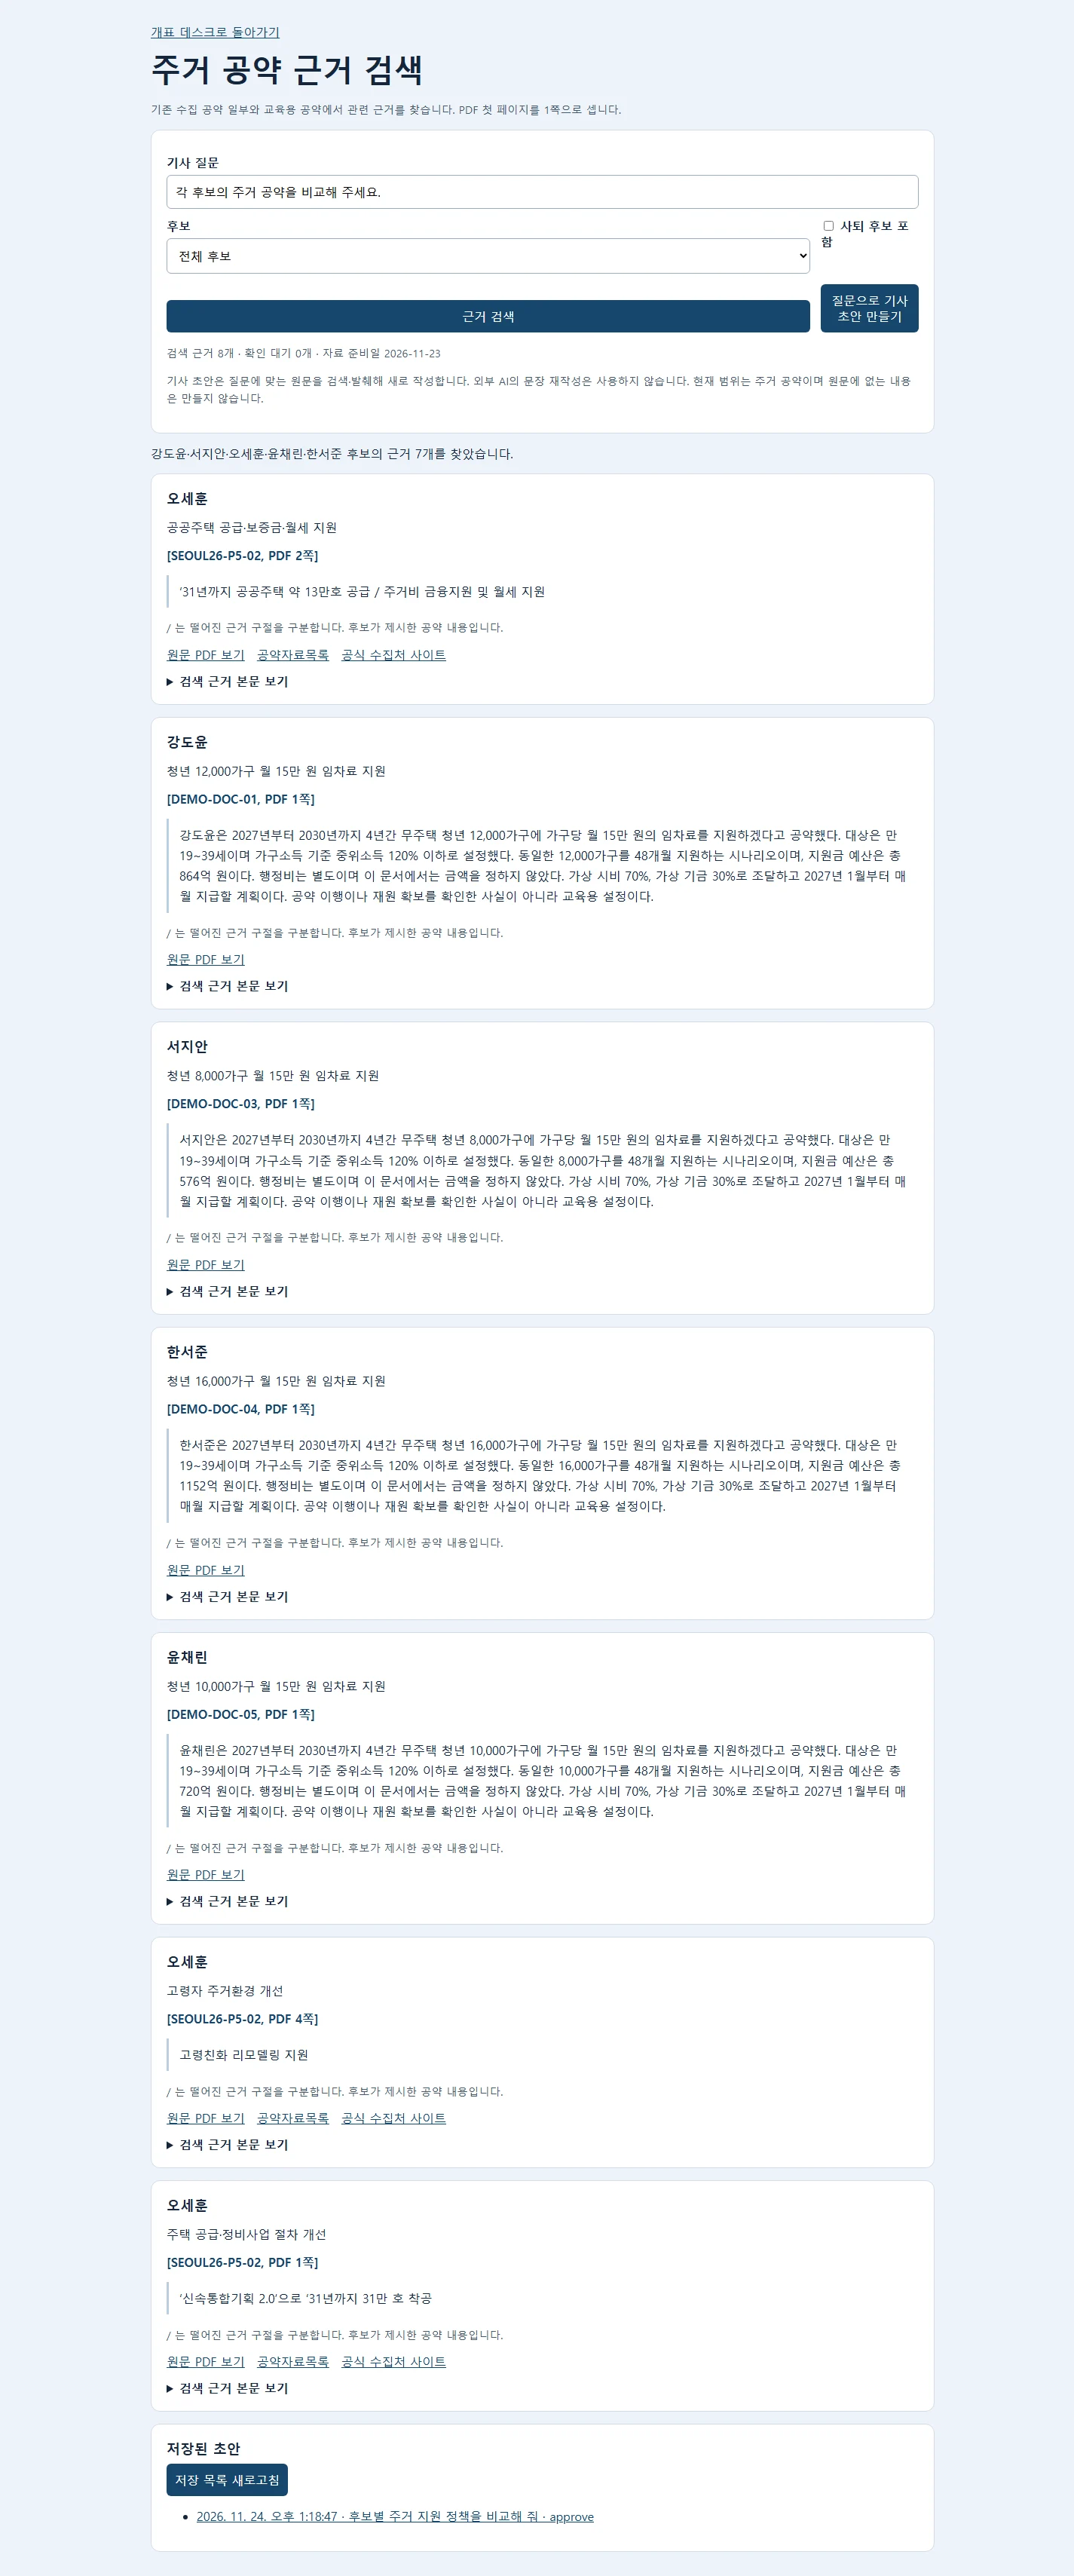 개표 데스크로 돌아가기
주거 공약 근거 검색
기존 수집 공약 일부와 교육용 공약에서 관련 근거를 찾습니다. PDF 첫 페이지를 1쪽으로 셉니다.
기사 질문
각 후보의 주거 공약을 비교해 주세요.
후보
사퇴 후보 포
함
전체 후보
근거 검색
질문으로 기사
초안 만들기
검색 근거 8개 · 확인 대기 0개 · 자료 준비일 2026-11-23
기사 초안은 질문에 맞는 원문을 검색·발췌해 새로 작성합니다. 외부 AI의 문장 재작성은 사용하지 않습니다. 현재 범위는 주거 공약이며 원문에 없는 내용
은 만들지 않습니다.
강도윤·서지안·오세훈·윤채린·한서준 후보의 근거 7개를 찾았습니다.
오세훈
공공주택 공급·보증금·월세 지원
[SEOUL26-P5-02, PDF 2쪽]
‘31년까지 공공주택 약 13만호 공급 / 주거비 금융지원 및 월세 지원
/ 는 떨어진 근거 구절을 구분합니다. 후보가 제시한 공약 내용입니다.
원문 PDF 보기 공약자료목록 공식 수집처 사이트
▶ 검색 근거 본문 보기
강도윤
청년 12,000가구 월 15만 원 임차료 지원
[DEMO-DOC-01, PDF 1쪽]
강도윤은 2027년부터 2030년까지 4년간 무주택 청년 12,000가구에 가구당 월 15만 원의 임차료를 지원하겠다고 공약했다. 대상은 만
19~39세이며 가구소득 기준 중위소득 120% 이하로 설정했다. 동일한 12,000가구를 48개월 지원하는 시나리오이며, 지원금 예산은 총
864억 원이다. 행정비는 별도이며 이 문서에서는 금액을 정하지 않았다. 가상 시비 70%, 가상 기금 30%로 조달하고 2027년 1월부터 매
월 지급할 계획이다. 공약 이행이나 재원 확보를 확인한 사실이 아니라 교육용 설정이다.
/ 는 떨어진 근거 구절을 구분합니다. 후보가 제시한 공약 내용입니다.
원문 PDF 보기
▶ 검색 근거 본문 보기
서지안
청년 8,000가구 월 15만 원 임차료 지원
[DEMO-DOC-03, PDF 1쪽]
서지안은 2027년부터 2030년까지 4년간 무주택 청년 8,000가구에 가구당 월 15만 원의 임차료를 지원하겠다고 공약했다. 대상은 만
19~39세이며 가구소득 기준 중위소득 120% 이하로 설정했다. 동일한 8,000가구를 48개월 지원하는 시나리오이며, 지원금 예산은 총
576억 원이다. 행정비는 별도이며 이 문서에서는 금액을 정하지 않았다. 가상 시비 70%, 가상 기금 30%로 조달하고 2027년 1월부터 매
월 지급할 계획이다. 공약 이행이나 재원 확보를 확인한 사실이 아니라 교육용 설정이다.
/ 는 떨어진 근거 구절을 구분합니다. 후보가 제시한 공약 내용입니다.
원문 PDF 보기
▶ 검색 근거 본문 보기
한서준
청년 16,000가구 월 15만 원 임차료 지원
[DEMO-DOC-04, PDF 1쪽]
한서준은 2027년부터 2030년까지 4년간 무주택 청년 16,000가구에 가구당 월 15만 원의 임차료를 지원하겠다고 공약했다. 대상은 만
19~39세이며 가구소득 기준 중위소득 120% 이하로 설정했다. 동일한 16,000가구를 48개월 지원하는 시나리오이며, 지원금 예산은 총
1152억 원이다. 행정비는 별도이며 이 문서에서는 금액을 정하지 않았다. 가상 시비 70%, 가상 기금 30%로 조달하고 2027년 1월부터
매월 지급할 계획이다. 공약 이행이나 재원 확보를 확인한 사실이 아니라 교육용 설정이다.
/ 는 떨어진 근거 구절을 구분합니다. 후보가 제시한 공약 내용입니다.
원문 PDF 보기
▶ 검색 근거 본문 보기
윤채린
청년 10,000가구 월 15만 원 임차료 지원
[DEMO-DOC-05, PDF 1쪽]
윤채린은 2027년부터 2030년까지 4년간 무주택 청년 10,000가구에 가구당 월 15만 원의 임차료를 지원하겠다고 공약했다. 대상은 만
19~39세이며 가구소득 기준 중위소득 120% 이하로 설정했다. 동일한 10,000가구를 48개월 지원하는 시나리오이며, 지원금 예산은 총
720억 원이다. 행정비는 별도이며 이 문서에서는 금액을 정하지 않았다. 가상 시비 70%, 가상 기금 30%로 조달하고 2027년 1월부터 매
월 지급할 계획이다. 공약 이행이나 재원 확보를 확인한 사실이 아니라 교육용 설정이다.
/ 는 떨어진 근거 구절을 구분합니다. 후보가 제시한 공약 내용입니다.
원문 PDF 보기
▶ 검색 근거 본문 보기
오세훈
고령자 주거환경 개선
[SEOUL26-P5-02, PDF 4쪽]
고령친화 리모델링 지원
/ 는 떨어진 근거 구절을 구분합니다. 후보가 제시한 공약 내용입니다.
원문 PDF 보기 공약자료목록 공식 수집처 사이트
▶ 검색 근거 본문 보기
오세훈
주택 공급·정비사업 절차 개선
[SEOUL26-P5-02, PDF 1쪽]
‘신속통합기획 2.0’으로 ‘31년까지 31만 호 착공
/ 는 떨어진 근거 구절을 구분합니다. 후보가 제시한 공약 내용입니다.
원문 PDF 보기 공약자료목록 공식 수집처 사이트
▶ 검색 근거 본문 보기
저장된 초안
저장 목록 새로고침
2026. 11. 24. 오후 1:18:47 · 후보별 주거 지원 정책을 비교해 줘 · approve